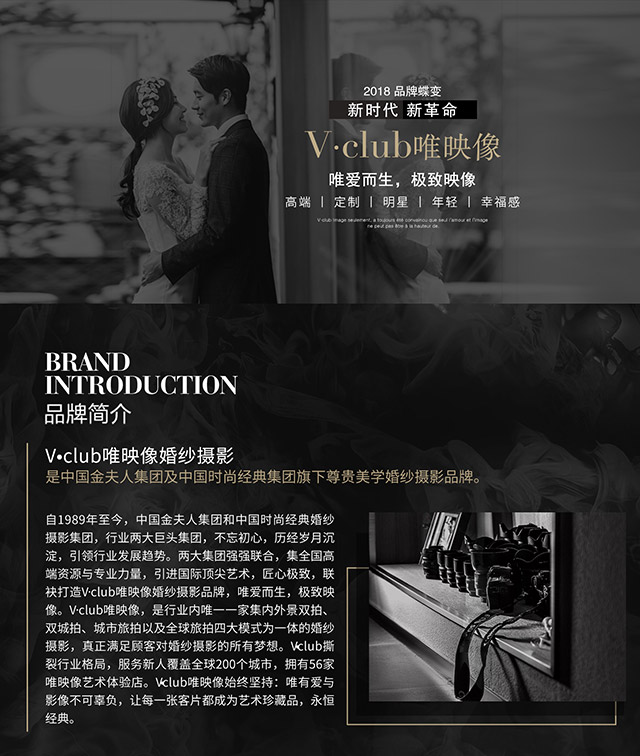 2018 品牌蝶变
新时代 新革命
V·club唯映像
唯爱而生，极致映像
高端 | 定制 | 明星 | 年轻 | 幸福感
V·club image seulement, a toujours été convaincu que seul l'amour et l'image
ne peut pas être à la hauteur de.
BRAND
INTRODUCTION
品牌简介
V•club唯映像婚纱摄影
是中国金夫人集团及中国时尚经典集团旗下尊贵美学婚纱摄影品牌。
自1989年至今，中国金夫人集团和中国时尚经典婚纱
摄影集团，行业两大巨头集团，不忘初心，历经岁月沉
淀，引领行业发展趋势。两大集团强强联合，集全国高
端资源与专业力量，引进国际顶尖艺术，匠心极致，联
袂打造V·club唯映像婚纱摄影品牌，唯爱而生，极致映
像。V·club唯映像，是行业内唯一一家集内外景双拍、
双城拍、城市旅拍以及全球旅拍四大模式为一体的婚纱
摄影，真正满足顾客对婚纱摄影的所有梦想。V·club撕
裂行业格局，服务新人覆盖全球200个城市，拥有56家
唯映像艺术体验店。V·club唯映像始终坚持：唯有爱与
影像不可辜负，让每一张客片都成为艺术珍藏品，永恒
经典。